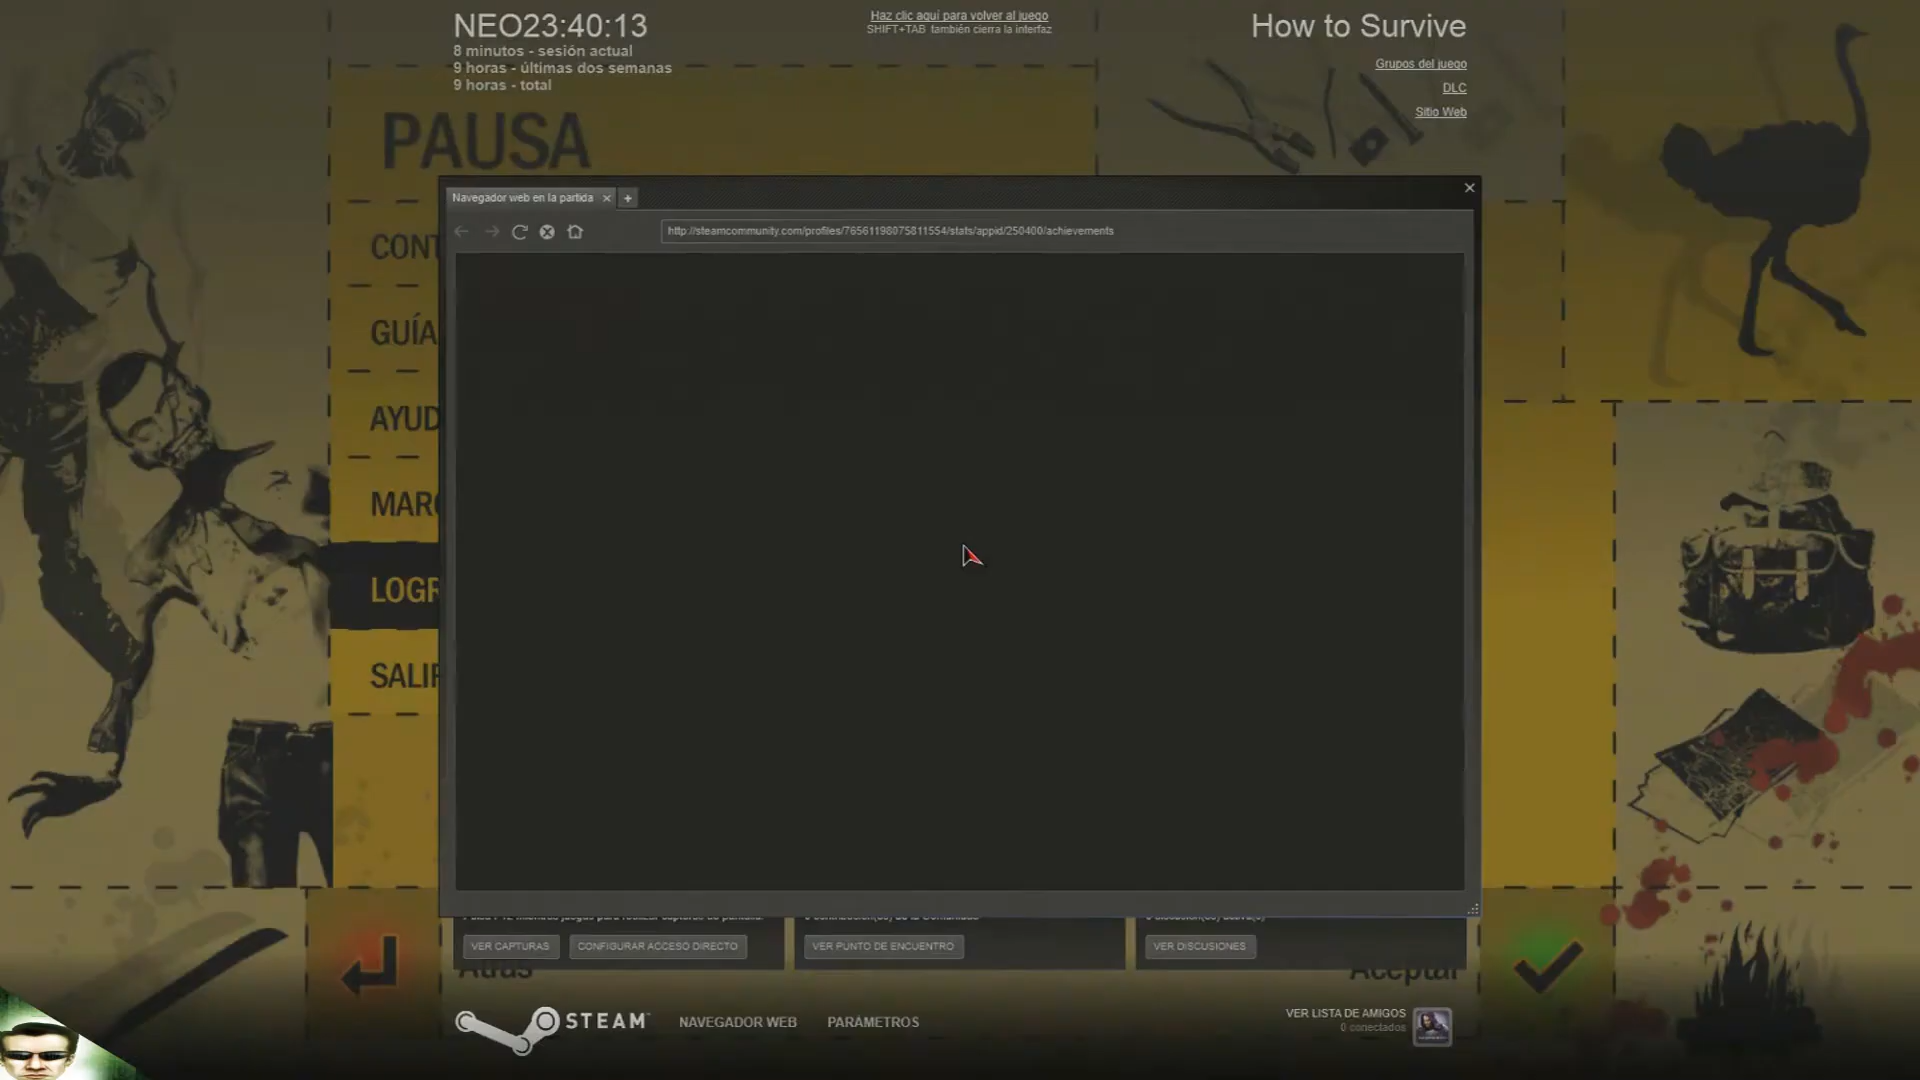 NEO23:40:13
8 minutos - sesión actual
9 horas - últimas dos semanas
9 horas - total
Haz clic aquí para volver al juego
SHIFT+TAB también cierra la interfaz
How to Survive
Grupos del juego
DLC
Sitio Web
PAUSA
Navegador web en la partida
http://steamcommunity.com/profiles/76561198075811554/stats/appid/250400/achievements
CONT
GUÍA
AYUD
MARC
LOGR
SALIR
VER CAPTURAS
CONFIGURAR ACCESO DIRECTO
VER PUNTO DE ENCUENTRO
VER DISCUSIONES
Atrás
Aceptar
STEAM
NAVEGADOR WEB
PARÁMETROS
VER LISTA DE AMIGOS
0 conectados